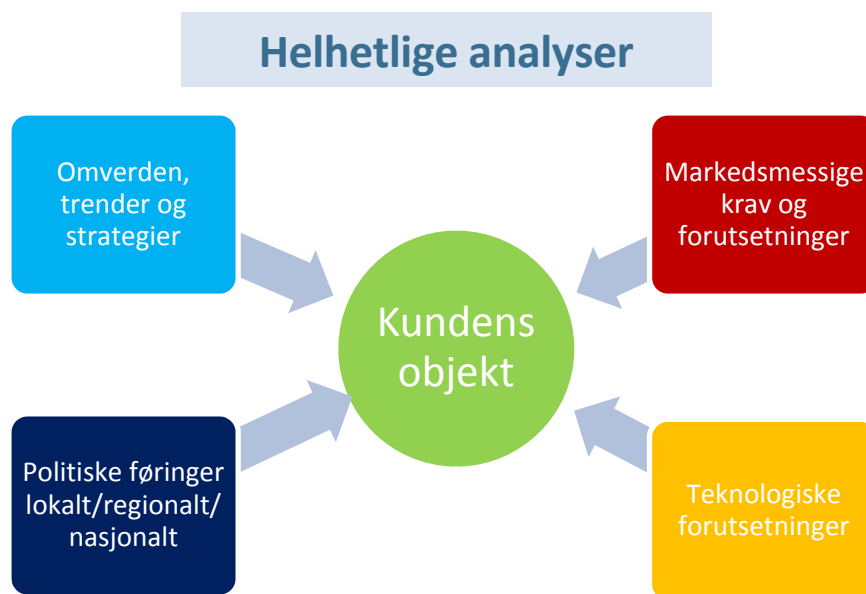 Helhetlige analyser
Omverden,
trender og
strategier
Markedsmessige
krav og
forutsetninger
Kundens
objekt
Politiske føringer
lokalt/regionalt/
nasjonalt
Teknologiske
forutsetninger